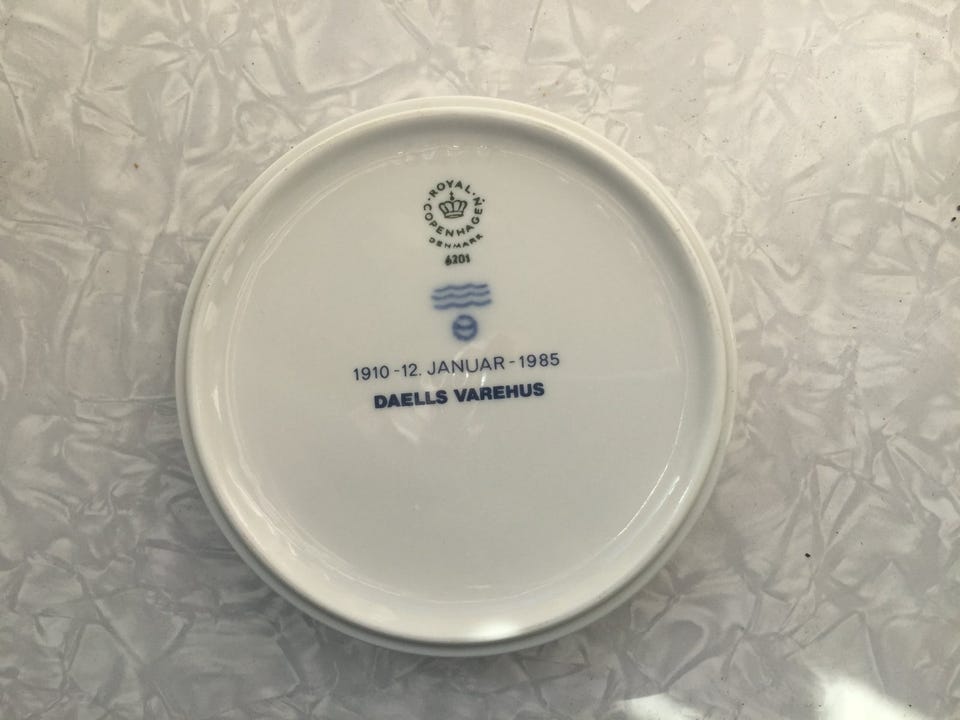 ROYAL
COPENHAGEN
DENMARK
6201
1910 - 12. JANUAR - 1985
DAELLS VAREHUS